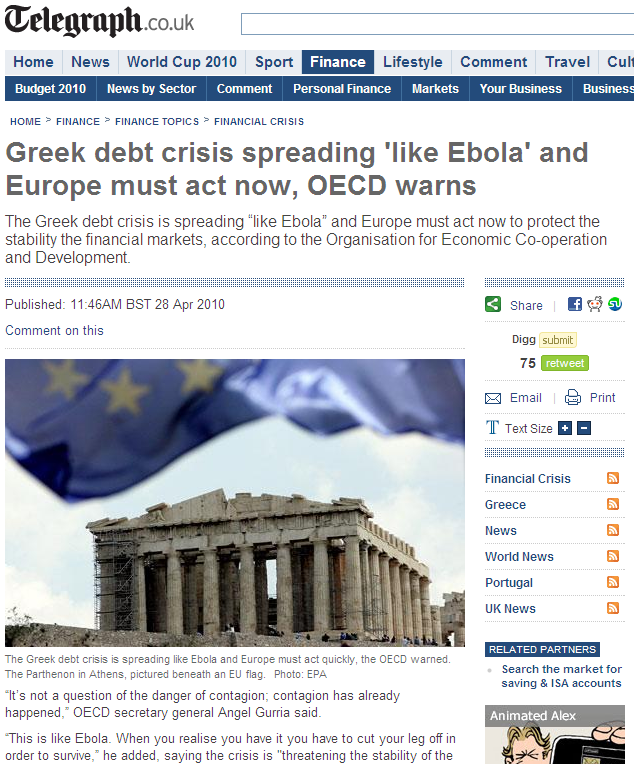 Telegraph.co.uk
Home News World Cup 2010 Sport Finance Lifestyle Comment Travel Cult
Budget 2010 News by Sector Comment Personal Finance Markets Your Business Business
HOME > FINANCE > FINANCE TOPICS > FINANCIAL CRISIS
Greek debt crisis spreading 'like Ebola' and
Europe must act now, OECD warns
The Greek debt crisis is spreading “like Ebola” and Europe must act now to protect the
stability the financial markets, according to the Organisation for Economic Co-operation
and Development.
Published: 11:46AM BST 28 Apr 2010
Comment on this
The Greek debt crisis is spreading like Ebola and Europe must act quickly, the OECD warned.
The Parthenon in Athens, pictured beneath an EU flag. Photo: EPA
“It’s not a question of the danger of contagion; contagion has already
happened,” OECD secretary general Angel Gurria said.
“This is like Ebola. When you realise you have it you have to cut your leg off in
order to survive,” he added, saying the crisis is "threatening the stability of the
Share
Digg submit
75 retweet
Email Print
T Text Size + -
Financial Crisis
Greece
News
World News
Portugal
UK News
RELATED PARTNERS
Search the market for
saving & ISA accounts
Animated Alex